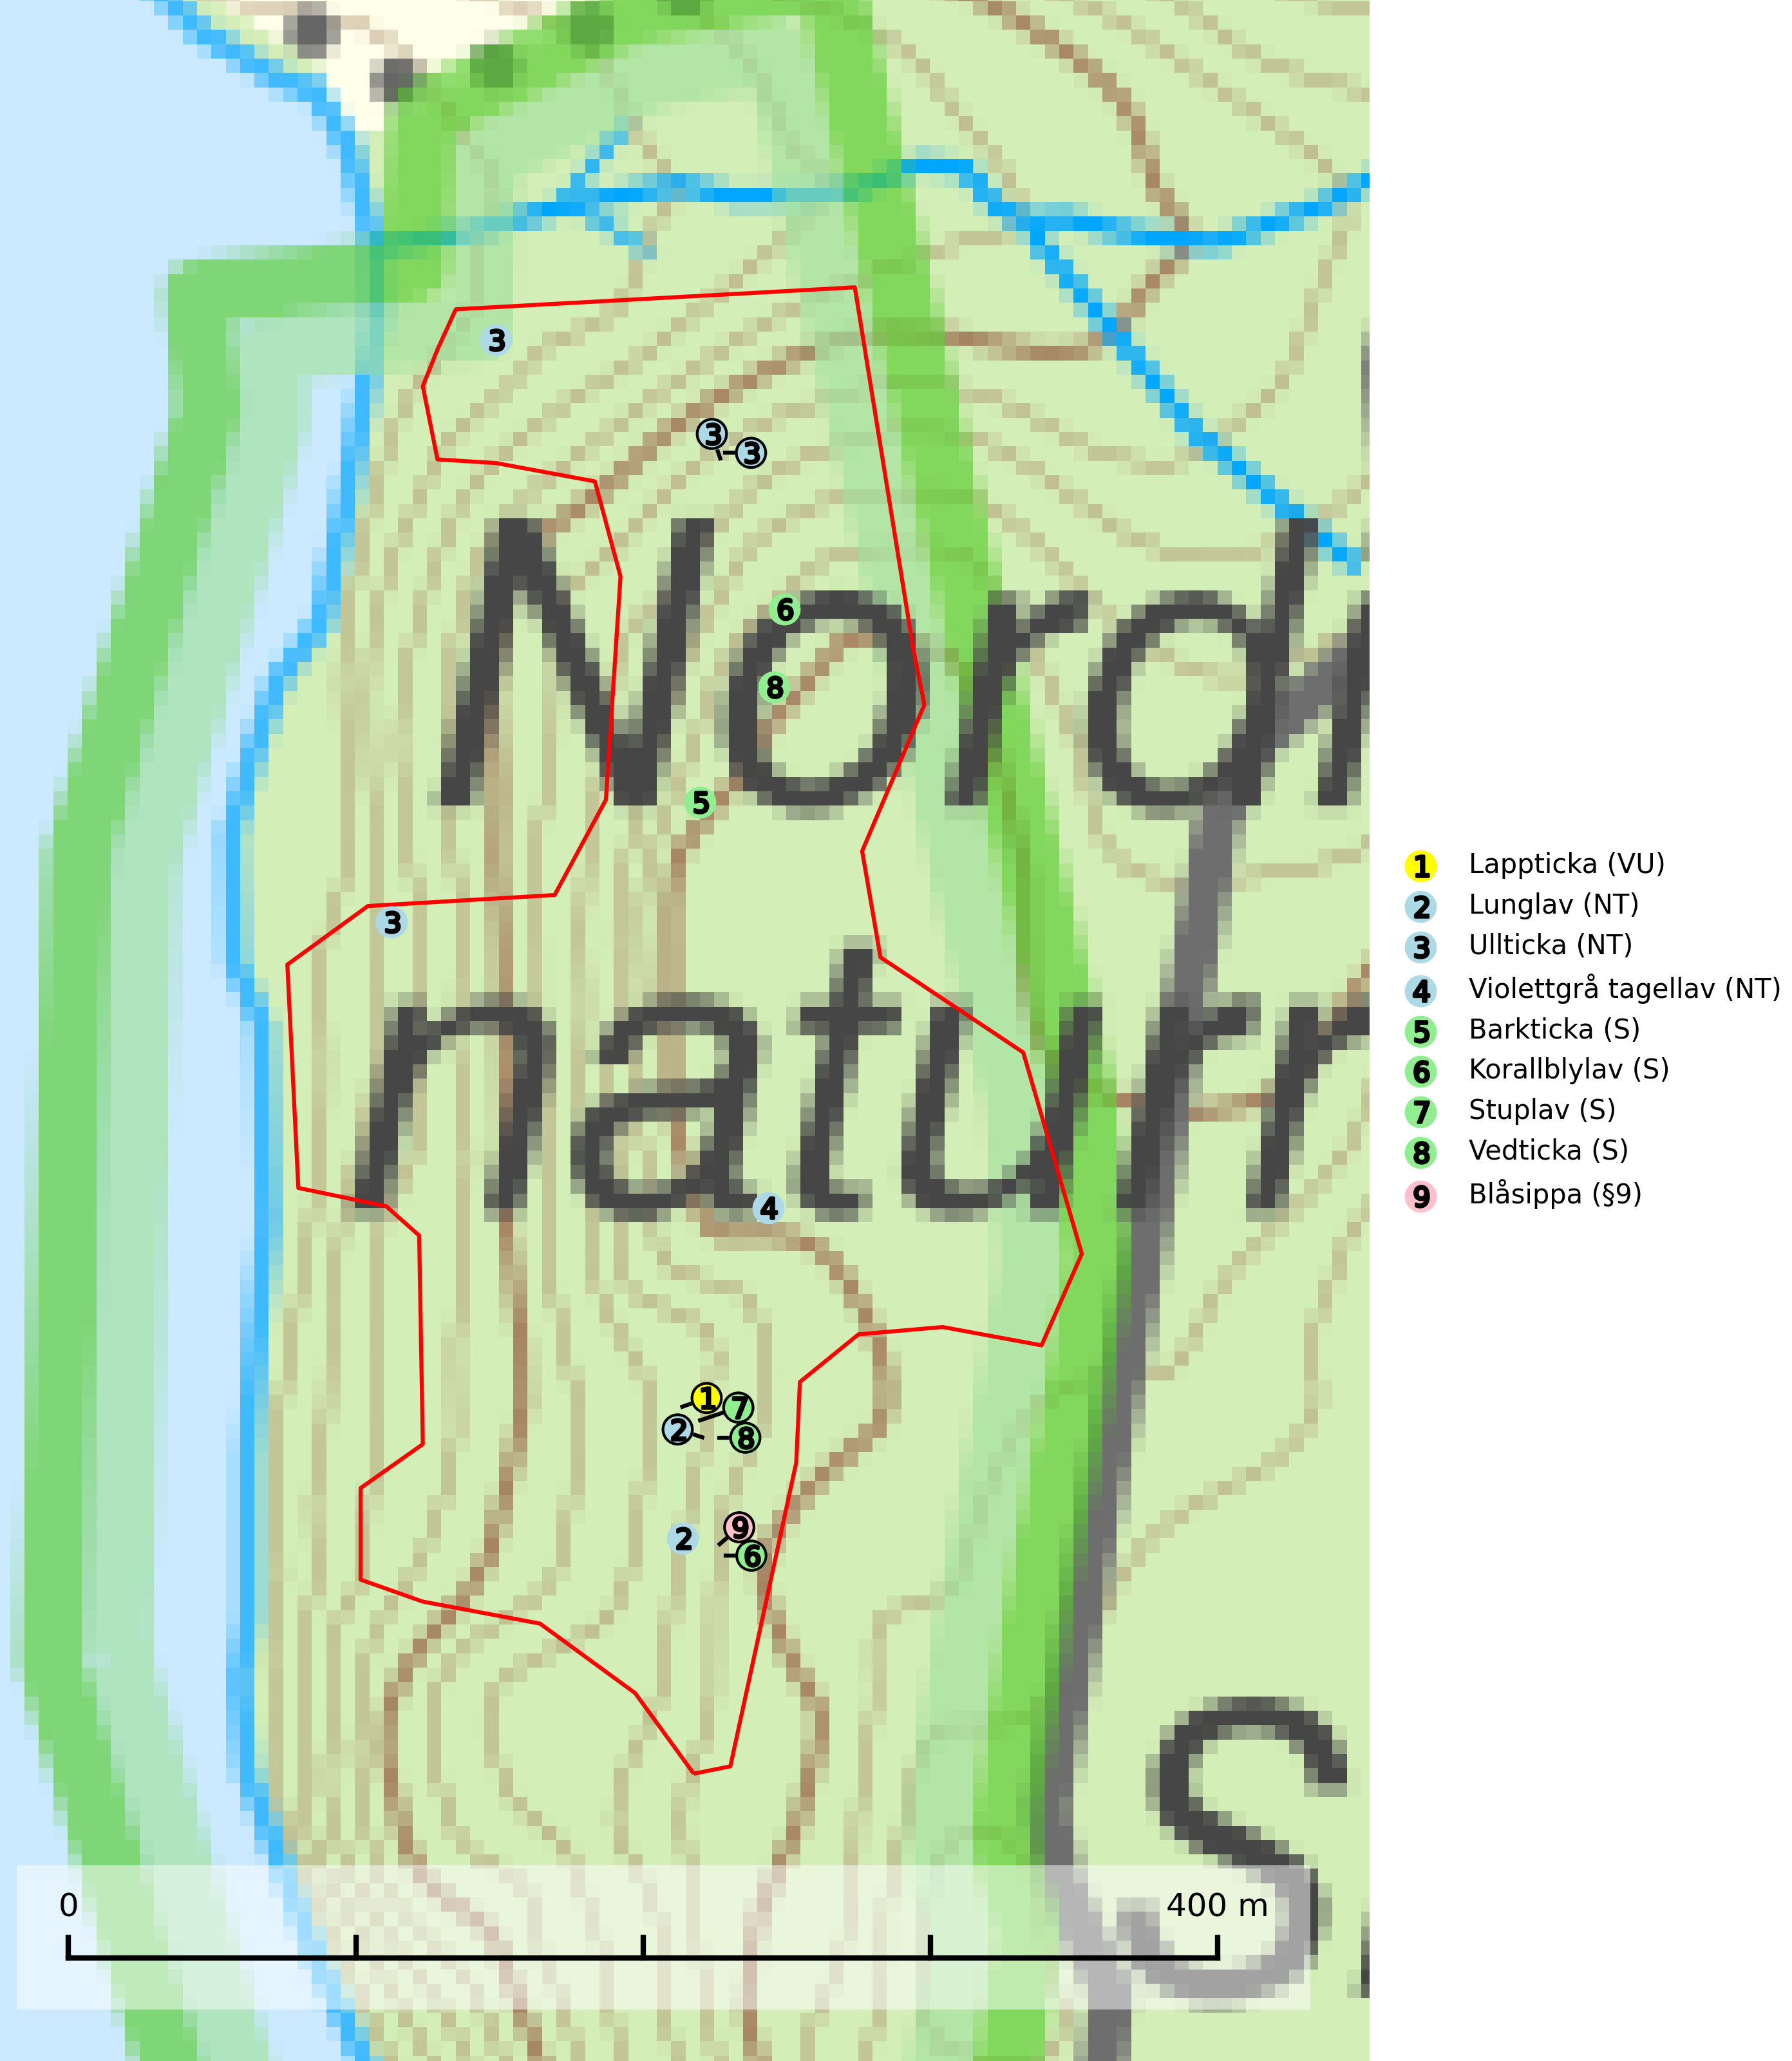 3
3 3
6
8
5
3
4
1
7
2
8
9
2
6
Nord
natur
S
0 400 m
1 Lappticka (VU)
2 Lunglav (NT)
3 Ullticka (NT)
4 Violettgrå tagellav (NT)
5 Barkticka (S)
6 Korallblylav (S)
7 Stuplav (S)
8 Vedticka (S)
9 Blåsippa (§9)